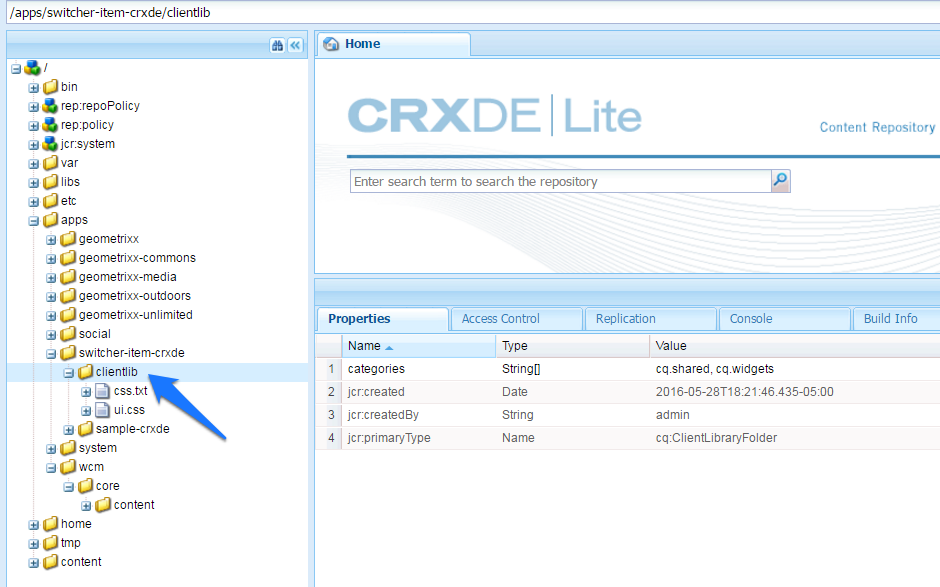 /apps/switcher-item-crxde/clientlib
/
bin
rep:repoPolicy
rep:policy
jcr:system
var
libs
etc
apps
geometrixx
geometrixx-commons
geometrixx-media
geometrixx-outdoors
geometrixx-unlimited
social
switcher-item-crxde
clientlib
css.txt
ui.css
sample-crxde
system
wcm
core
content
home
tmp
content
Home
CRXDE | Lite
Content Repository
Enter search term to search the repository
Properties Access Control Replication Console Build Info
Name Type Value
1 categories String[] cq.shared, cq.widgets
2 jcr:created Date 2016-05-28T18:21:46.435-05:00
3 jcr:createdBy String admin
4 jcr:primaryType Name cq:ClientLibraryFolder